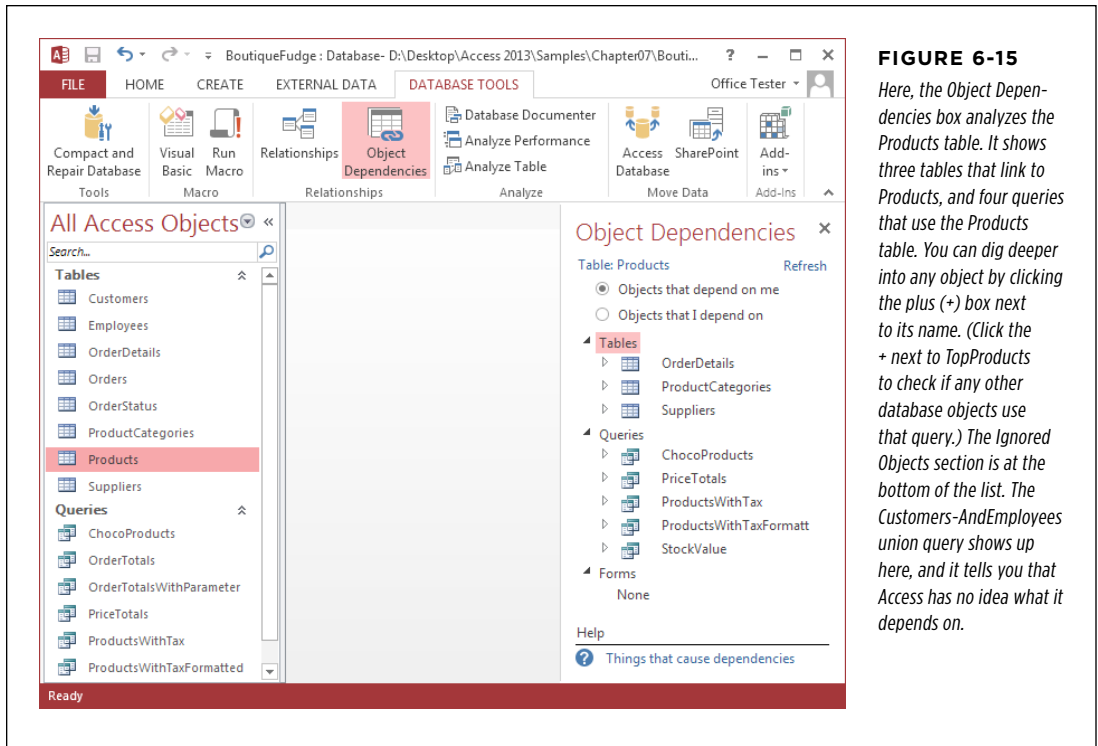 BoutiqueFudge : Database- D:\Desktop\Access 2013\Samples\Chapter07\Bouti...
?
FILE HOME CREATE EXTERNAL DATA DATABASE TOOLS
Office Tester
Compact and
Repair Database
Tools
Visual
Basic
Run
Macro
Macro
Relationships
Object
Dependencies
Relationships
Database Documenter
Analyze Performance
Analyze Table
Analyze
Access
Database
SharePoint
Move Data
Add-
ins
Add-Ins
All Access Objects
Search...
Tables
Customers
Employees
OrderDetails
Orders
OrderStatus
ProductCategories
Products
Suppliers
Queries
ChocoProducts
OrderTotals
OrderTotalsWithParameter
PriceTotals
ProductsWithTax
ProductsWithTaxFormatted
Object Dependencies
Table: Products
Refresh
Objects that depend on me
Objects that I depend on
Tables
OrderDetails
ProductCategories
Suppliers
Queries
ChocoProducts
PriceTotals
ProductsWithTax
ProductsWithTaxFormatt
StockValue
Forms
None
Help
Things that cause dependencies
Ready
FIGURE 6-15
Here, the Object Depen-
dencies box analyzes the
Products table. It shows
three tables that link to
Products, and four queries
that use the Products
table. You can dig deeper
into any object by clicking
the plus (+) box next
to its name. (Click the
+ next to TopProducts
to check if any other
database objects use
that query.) The Ignored
Objects section is at the
bottom of the list. The
Customers-AndEmployees
union query shows up
here, and it tells you that
Access has no idea what it
depends on.